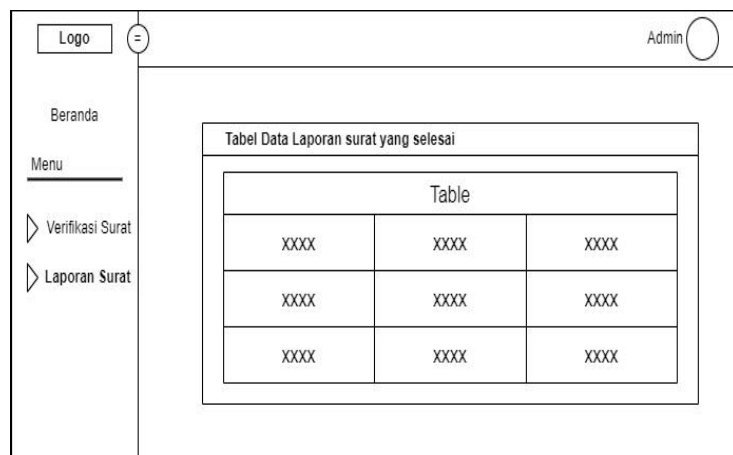 Logo
=
Admin
Beranda
Menu
Verifikasi Surat
Laporan Surat
Tabel Data Laporan surat yang selesai
Table
XXXX XXXX XXXX
XXXX XXXX XXXX
XXXX XXXX XXXX